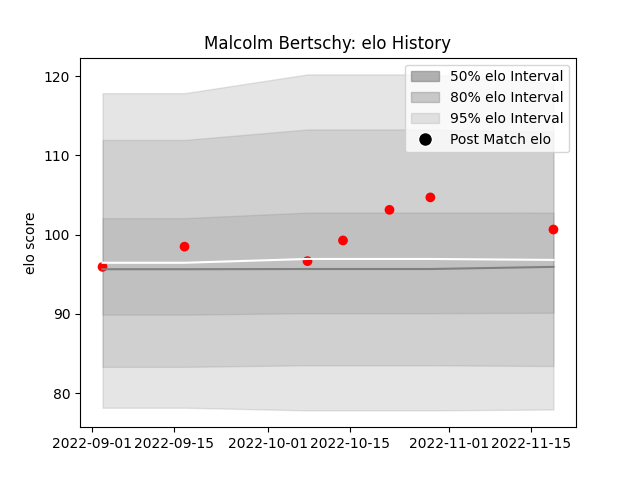 Malcolm Bertschy: elo History
120
110
100
90
80
elo score
50% elo Interval
80% elo Interval
95% elo Interval
Post Match elo
2022-09-01
2022-09-15
2022-10-01
2022-10-15
2022-11-01
2022-11-15